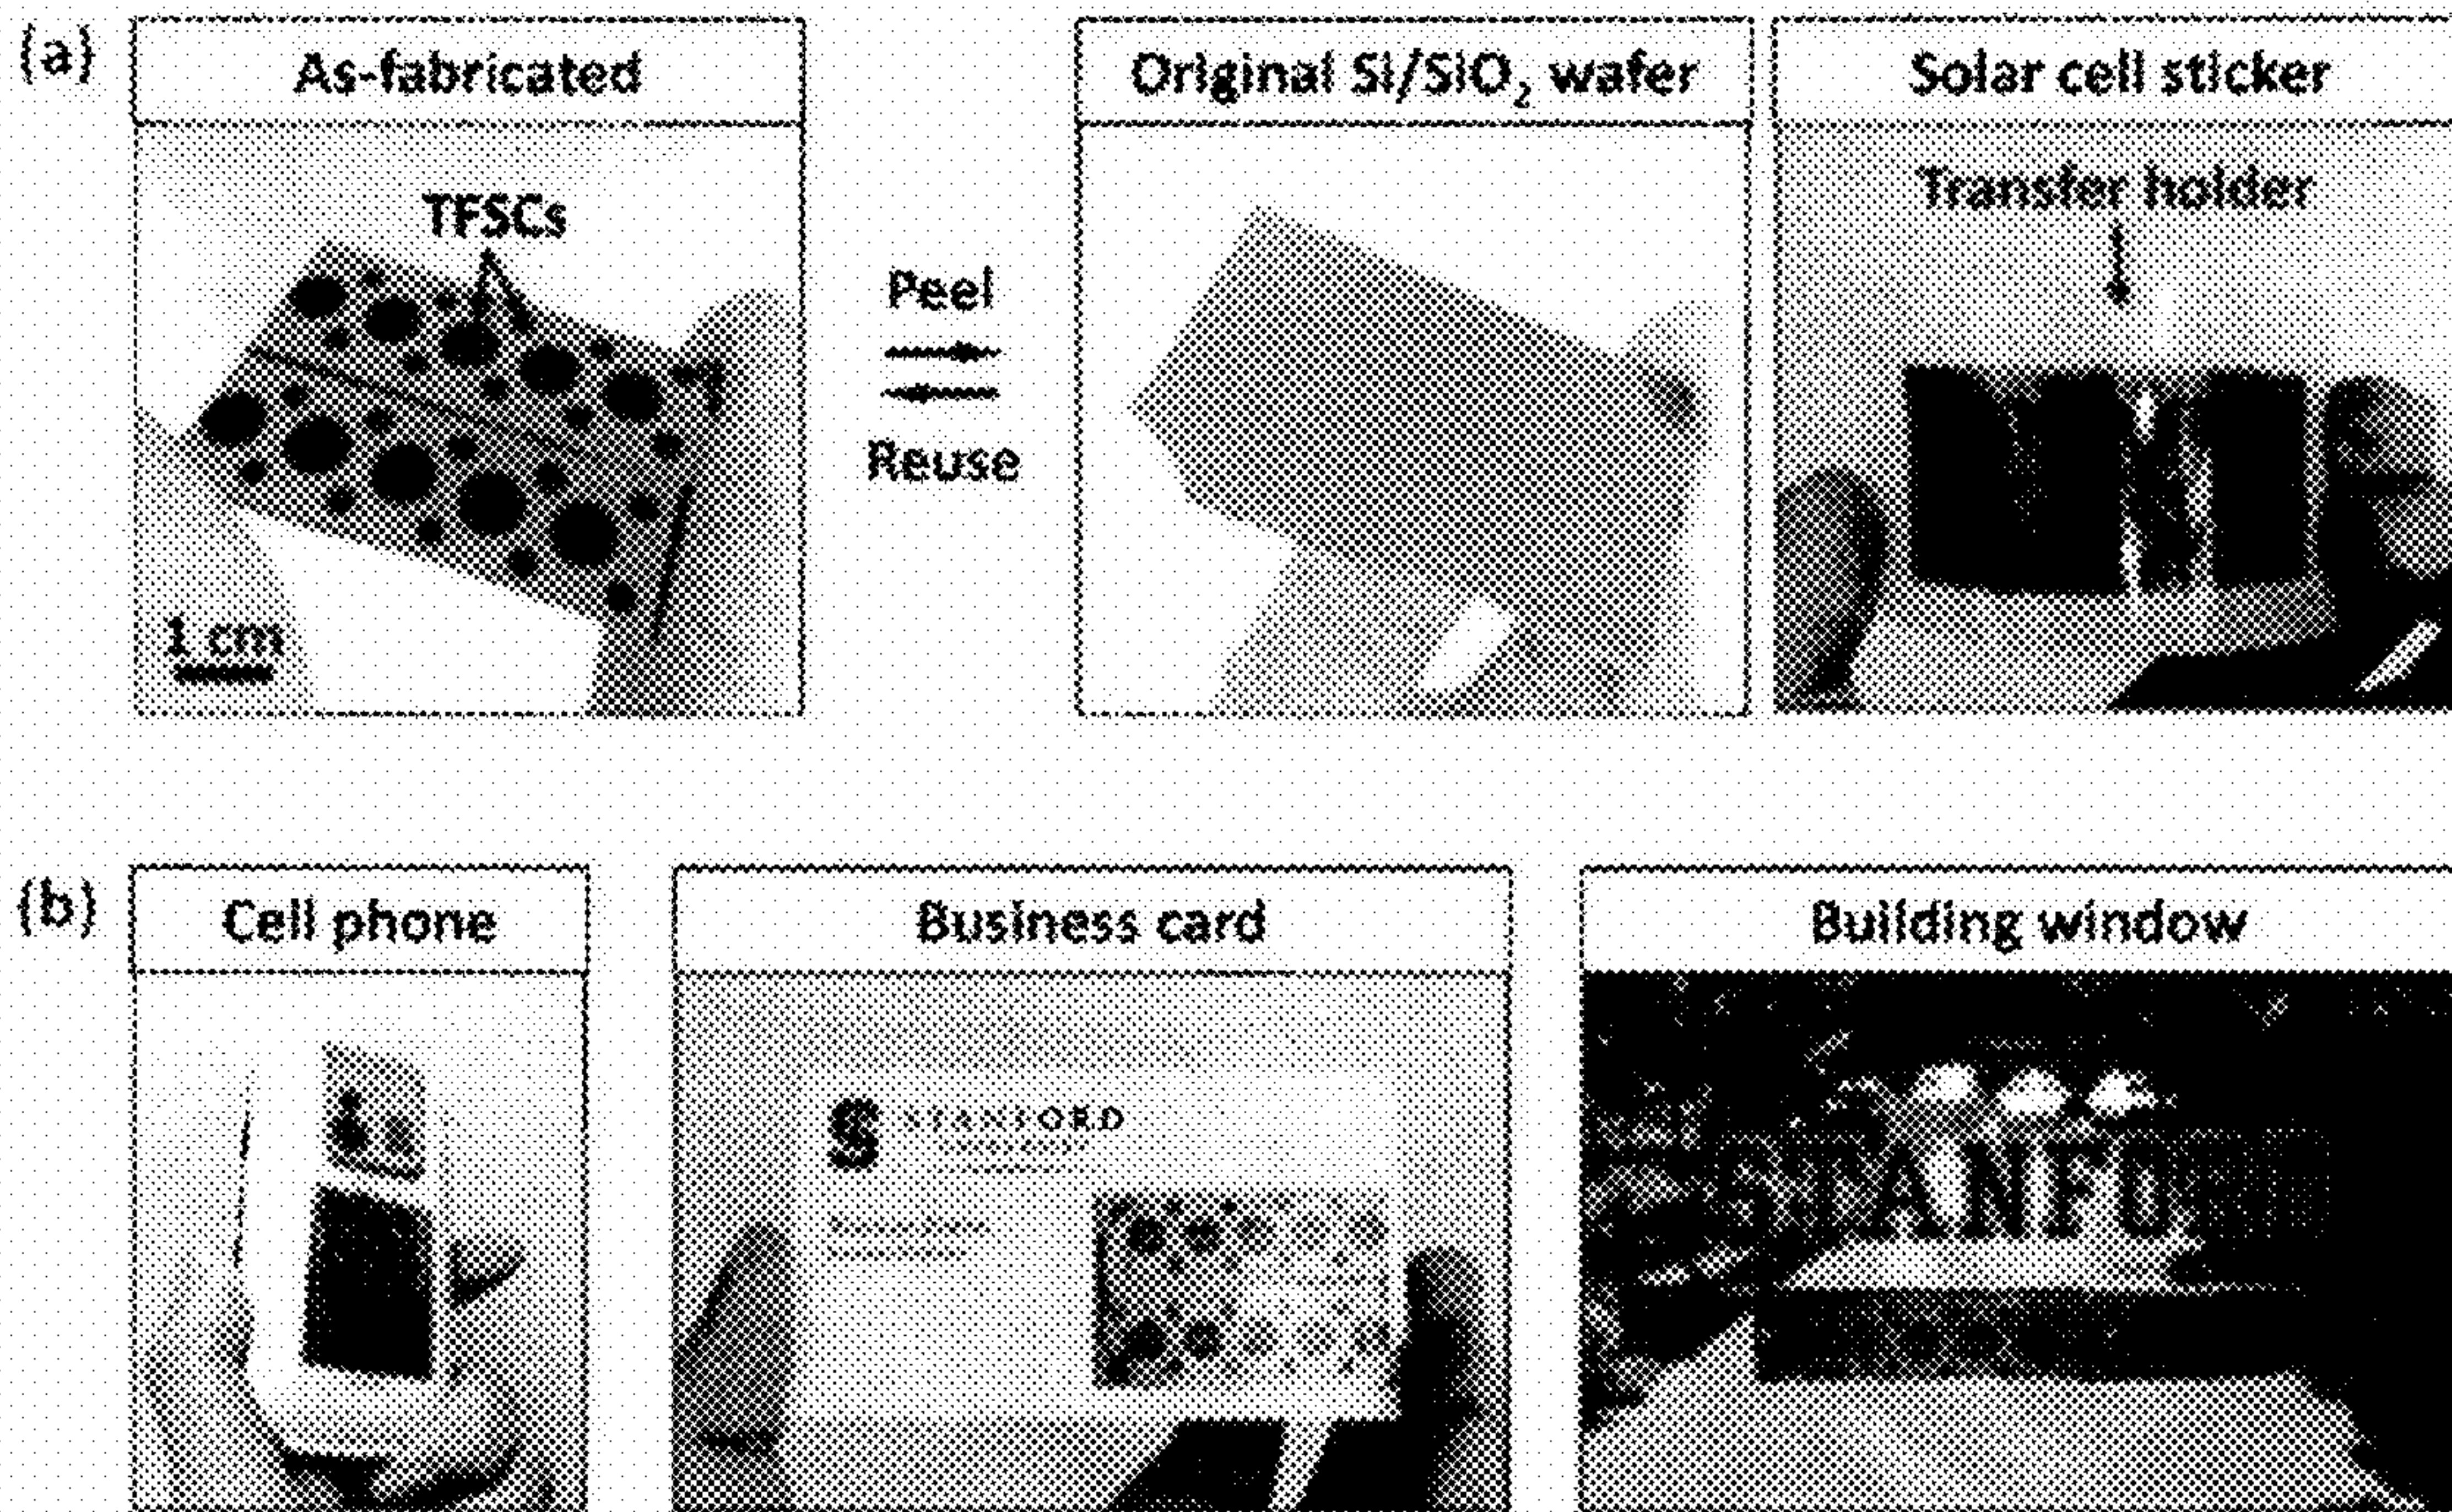 (a)
As-fabricated
TFSCs
1 cm
Peel
Reuse
Original Si/SiO₂ wafer
Solar cell sticker
Transfer holder
(b)
Cell phone
Business card
S STANFORD
Building window
STANFORD